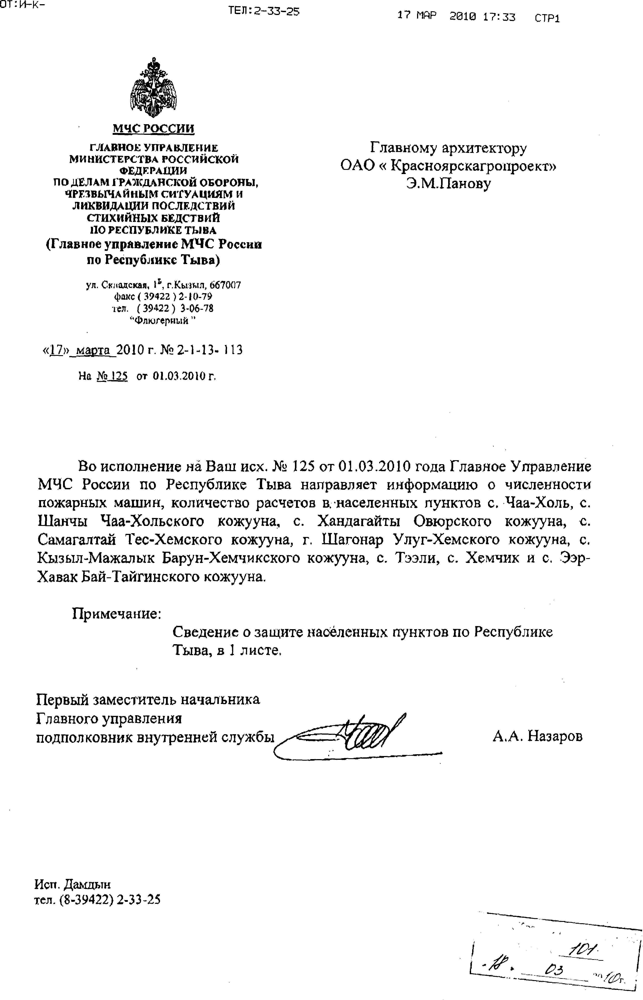 ОТ:И-К-
ТЕЛ:2-33-25
17 МАР 2010 17:33 СТР1
МЧС РОССИИ
ГЛАВНОЕ УПРАВЛЕНИЕ
МИНИСТЕРСТВА РОССИЙСКОЙ
ФЕДЕРАЦИИ
ПО ДЕЛАМ ГРАЖДАНСКОЙ ОБОРОНЫ,
ЧРЕЗВЫЧАЙНЫМ СИТУАЦИЯМ И
ЛИКВИДАЦИИ ПОСЛЕДСТВИЙ
СТИХИЙНЫХ БЕДСТВИЙ
ПО РЕСПУБЛИКЕ ТЫВА
(Главное управление МЧС России
по Республике Тыва)
ул. Складская, 1Б, г.Кызыл, 667007
факс ( 39422 ) 2-10-79
тел. ( 39422 ) 3-06-78
"Флюгерный "
«17» марта 2010 г. № 2-1-13- 113
На № 125 от 01.03.2010 г.
Главному архитектору
ОАО « Красноярскагропроект»
Э.М.Панову
Во исполнение на Ваш исх. № 125 от 01.03.2010 года Главное Управление
МЧС России по Республике Тыва направляет информацию о численности
пожарных машин, количество расчетов в населенных пунктов с. Чаа-Холь, с.
Шанчы Чаа-Хольского кожууна, с. Хандагайты Овюрского кожууна, с.
Самагалтай Тес-Хемского кожууна, г. Шагонар Улуг-Хемского кожууна, с.
Кызыл-Мажалык Барун-Хемчикского кожууна, с. Тээли, с. Хемчик и с. Ээр-
Хавак Бай-Тайгинского кожууна.
Примечание:
Сведение о защите населенных пунктов по Республике
Тыва, в 1 листе.
Первый заместитель начальника
Главного управления
подполковник внутренней службы
А.А. Назаров
Исп. Дамдын
тел. (8-39422) 2-33-25
101
18. 03 10г.